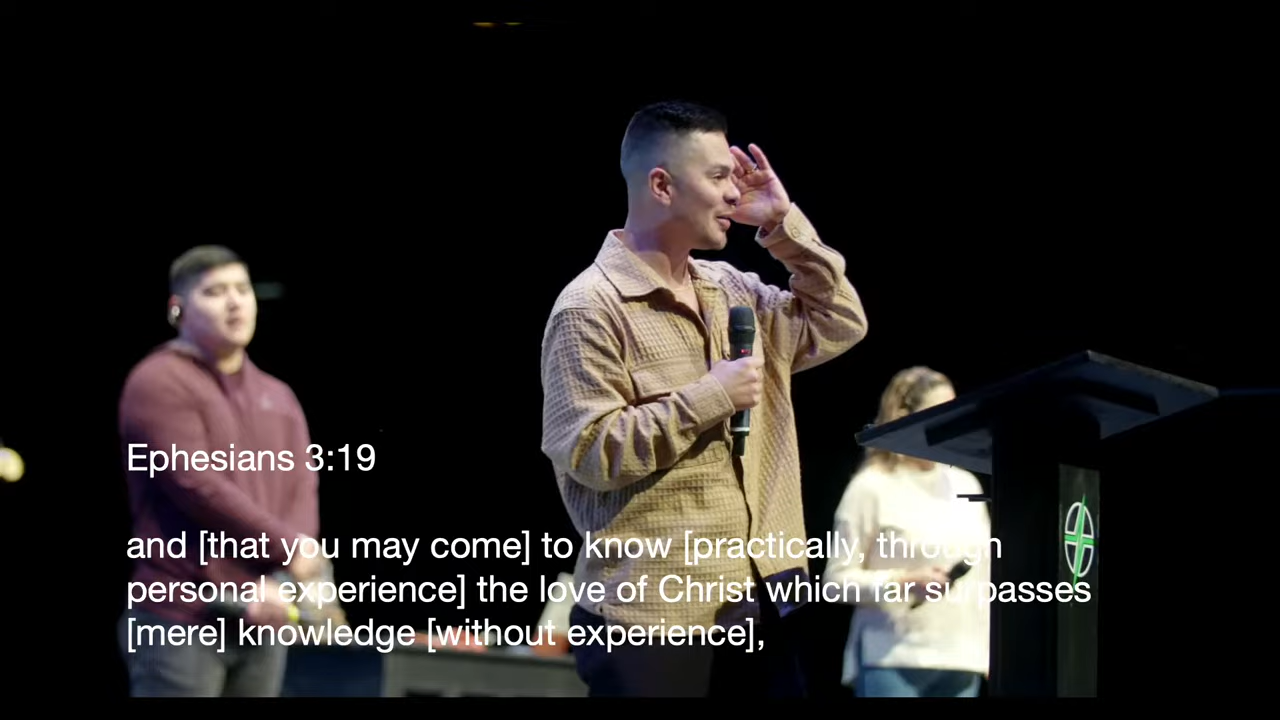 Ephesians 3:19
and [that you may come] to know [practically, through
personal experience] the love of Christ which far surpasses
[mere] knowledge [without experience],